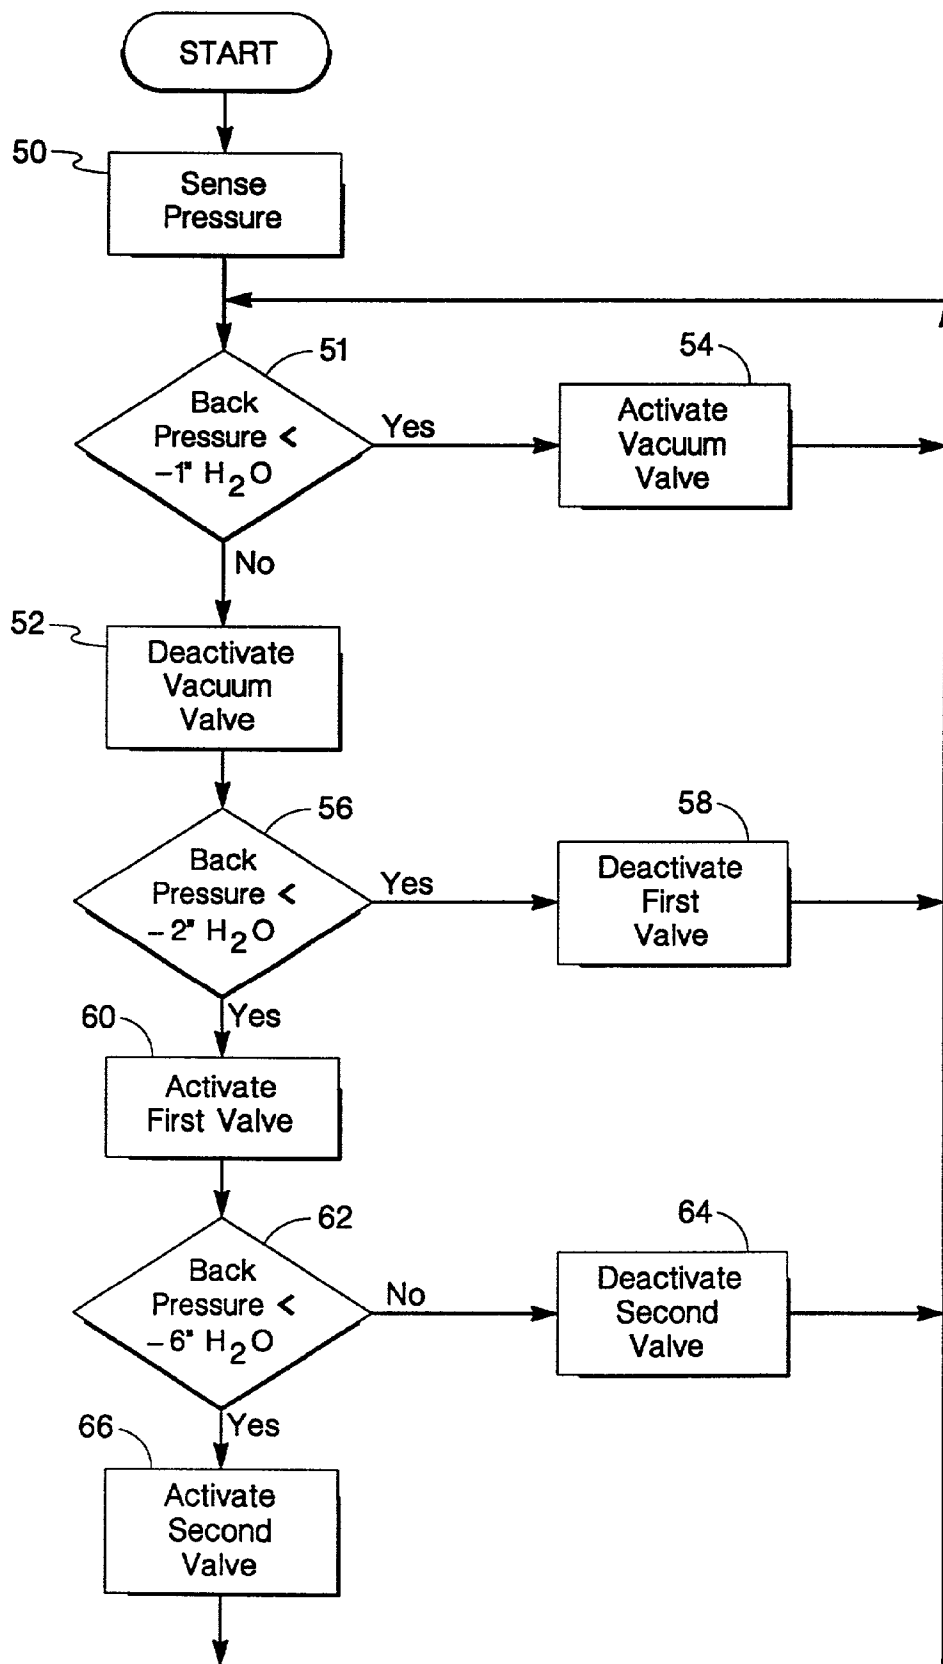 START
50
Sense
Pressure
51
Back
Pressure <
−1" H₂O
Yes
54
Activate
Vacuum
Valve
No
52
Deactivate
Vacuum
Valve
56
Back
Pressure <
−2" H₂O
Yes
58
Deactivate
First
Valve
Yes
60
Activate
First Valve
62
Back
Pressure <
−6" H₂O
No
64
Deactivate
Second
Valve
Yes
66
Activate
Second
Valve